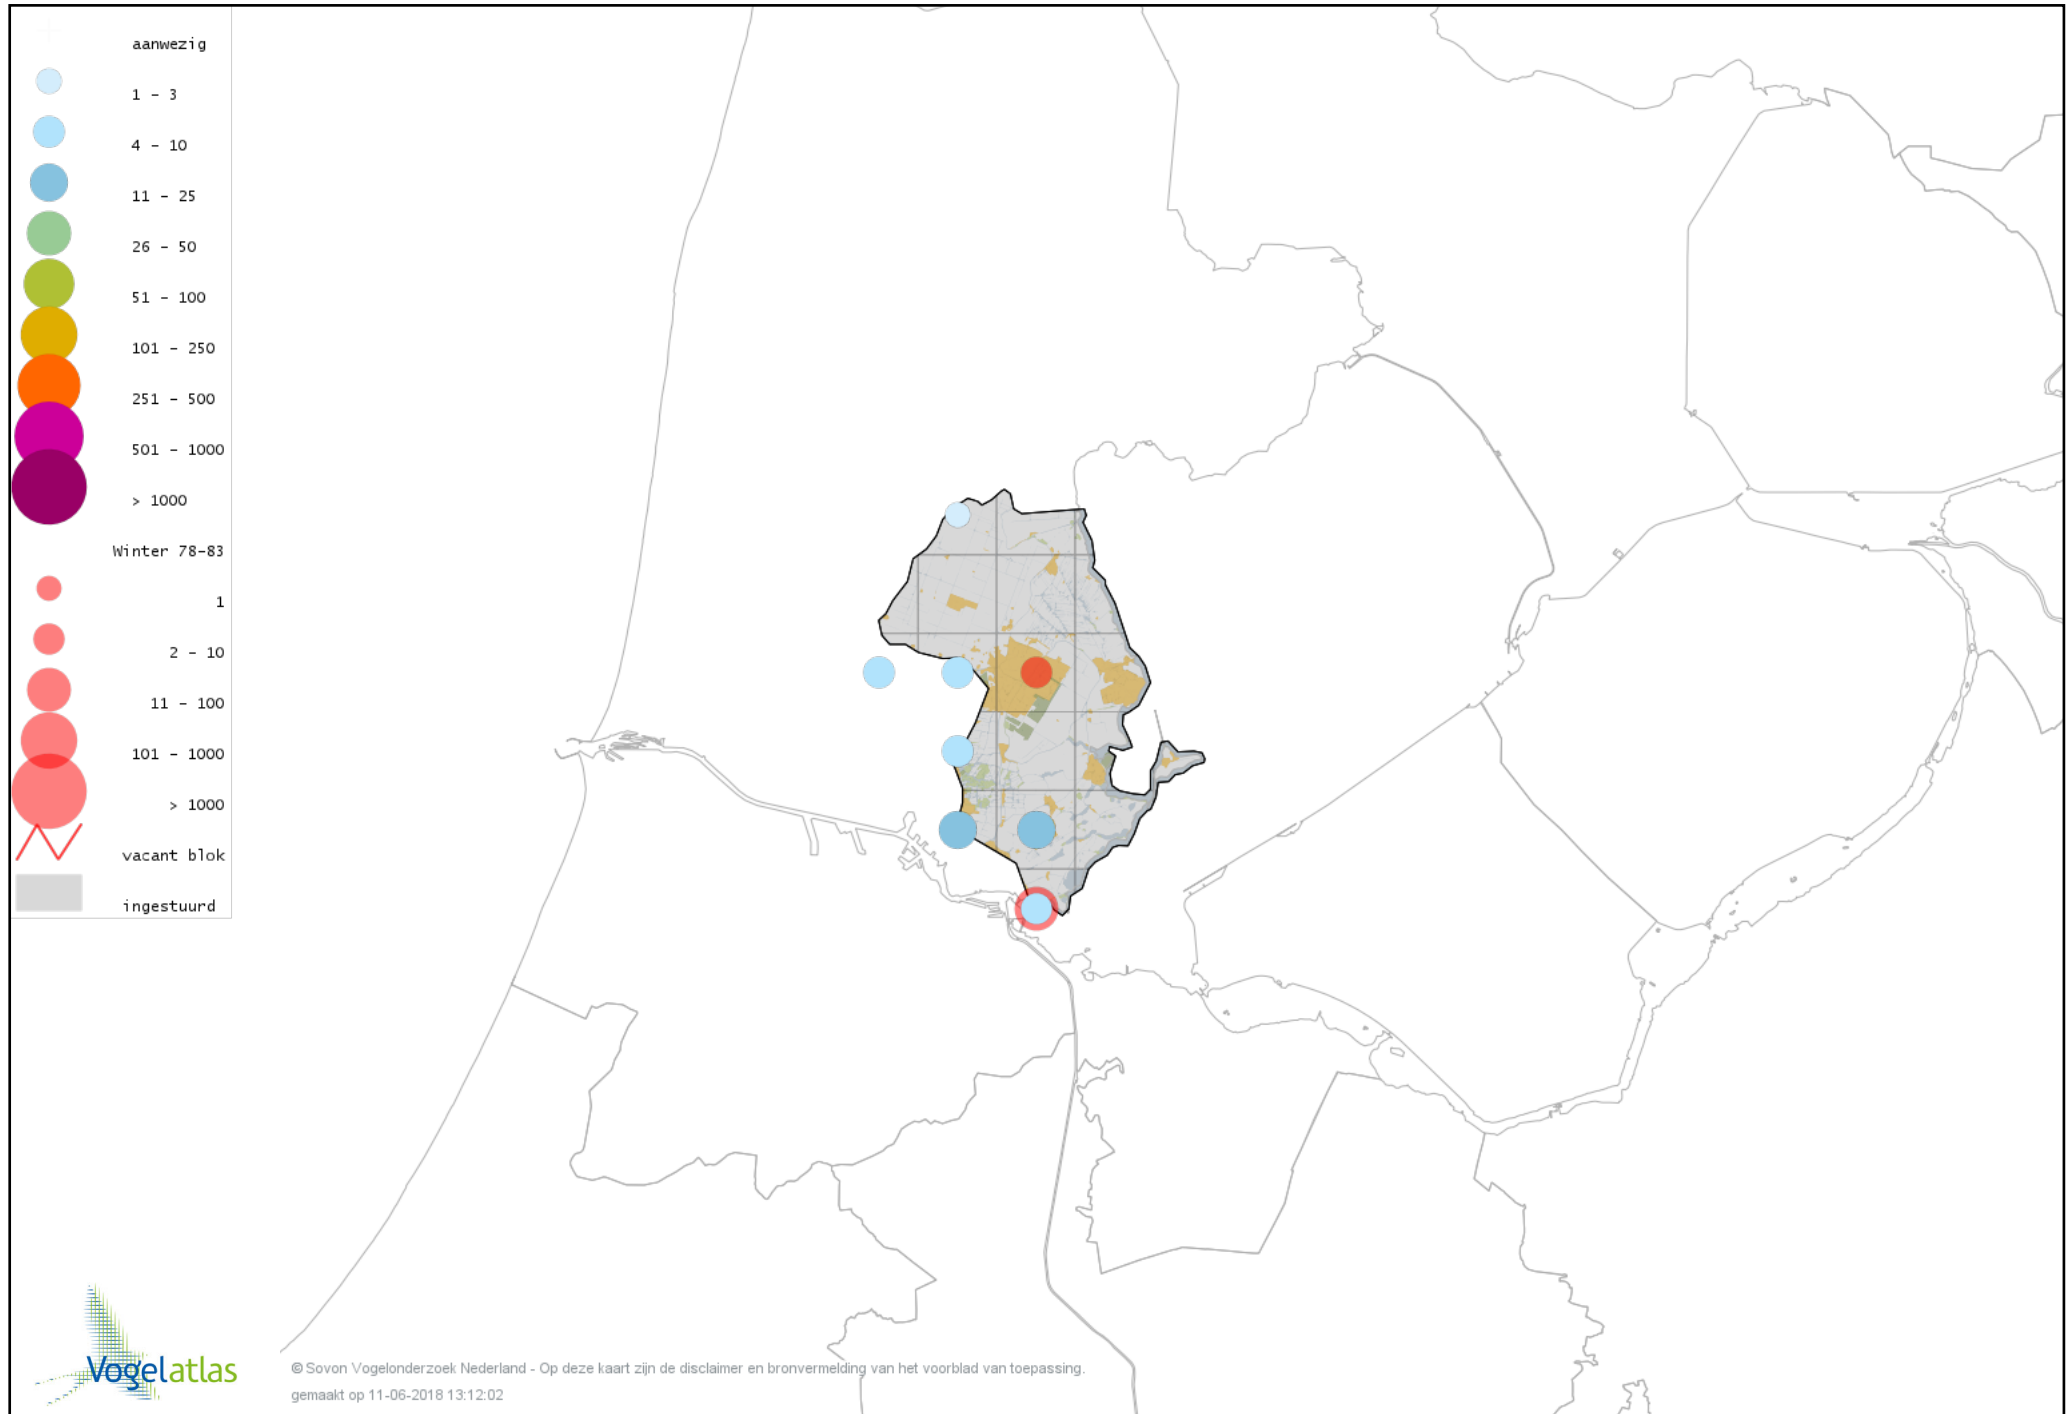 aanwezig
1 - 3
4 - 10
11 - 25
26 - 50
51 - 100
101 - 250
251 - 500
501 - 1000
> 1000
Winter 78-83
1
2 - 10
11 - 100
101 - 1000
> 1000
vacant blok
ingestuurd
Vogelatlas
© Sovon Vogelonderzoek Nederland - Op deze kaart zijn de disclaimer en bronvermelding van het voorblad van toepassing.
gemaakt op 11-06-2018 13:12:02